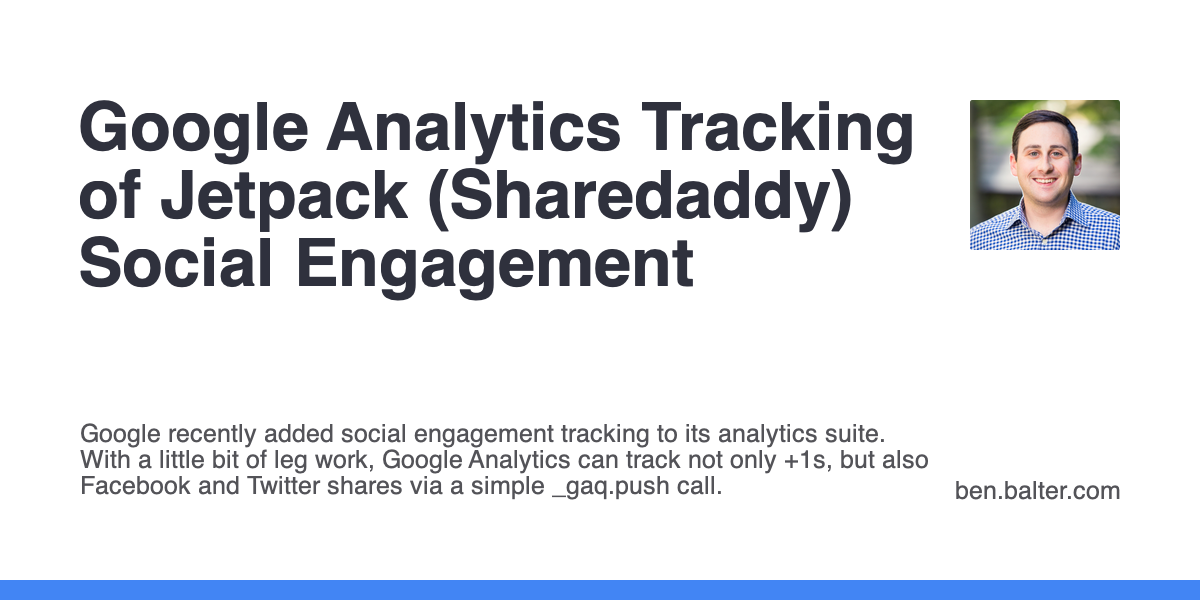 Google Analytics Tracking
of Jetpack (Sharedaddy)
Social Engagement
Google recently added social engagement tracking to its analytics suite.
With a little bit of leg work, Google Analytics can track not only +1s, but also
Facebook and Twitter shares via a simple _gaq.push call.
ben.balter.com